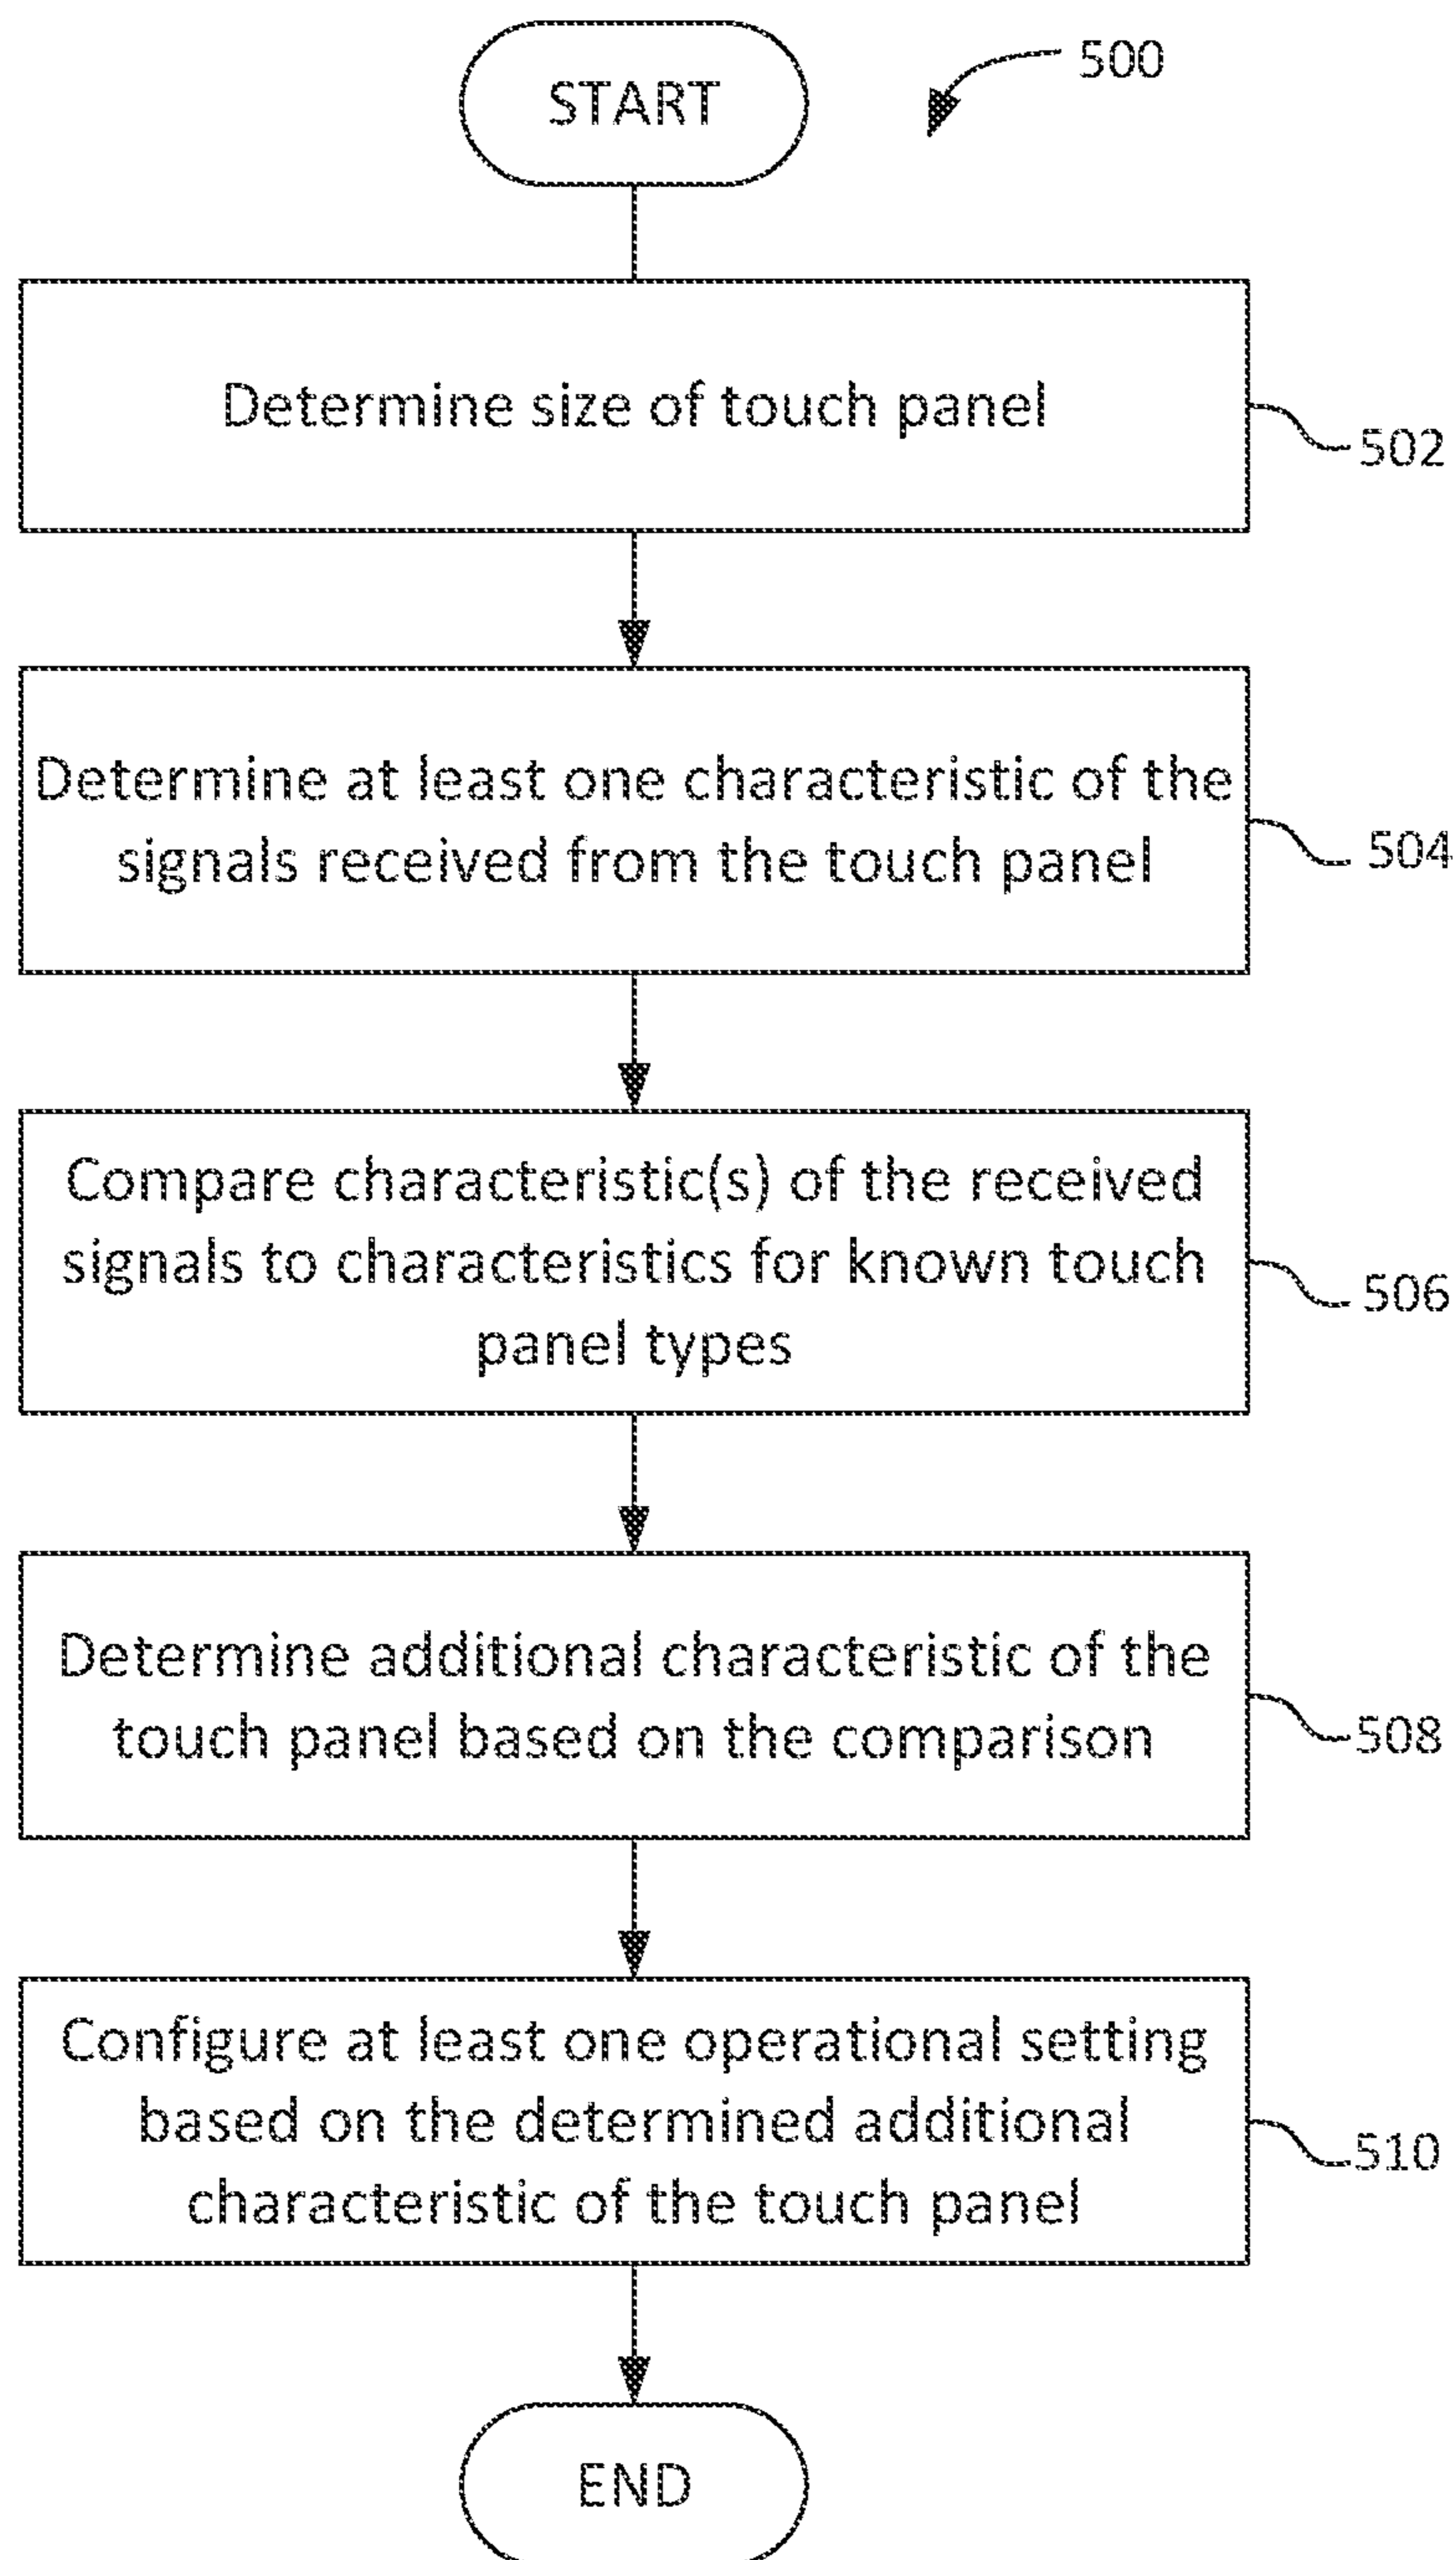 START
500
Determine size of touch panel
502
Determine at least one characteristic of the
signals received from the touch panel
504
Compare characteristic(s) of the received
signals to characteristics for known touch
panel types
506
Determine additional characteristic of the
touch panel based on the comparison
508
Configure at least one operational setting
based on the determined additional
characteristic of the touch panel
510
END